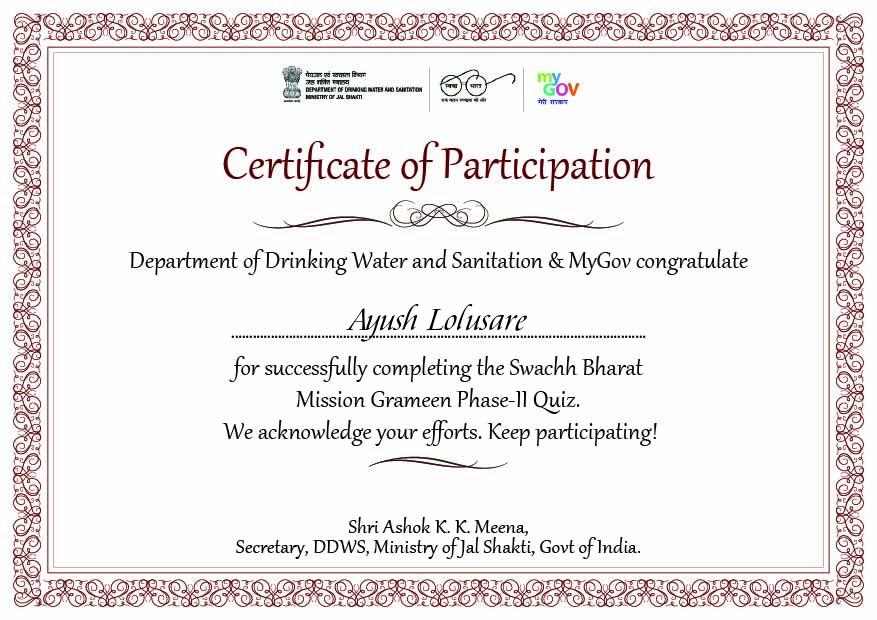 पेयजल एवं स्वच्छता विभाग
जल शक्ति मंत्रालय
DEPARTMENT OF DRINKING WATER AND SANITATION
MINISTRY OF JAL SHAKTI
स्वच्छ भारत
एक कदम स्वच्छता की ओर
my
GOV
मेरी सरकार
Certificate of Participation
Department of Drinking Water and Sanitation & MyGov congratulate
Ayush Lolusare
for successfully completing the Swachh Bharat
Mission Grameen Phase-II Quiz.
We acknowledge your efforts. Keep participating!
Shri Ashok K. K. Meena,
Secretary, DDWS, Ministry of Jal Shakti, Govt of India.